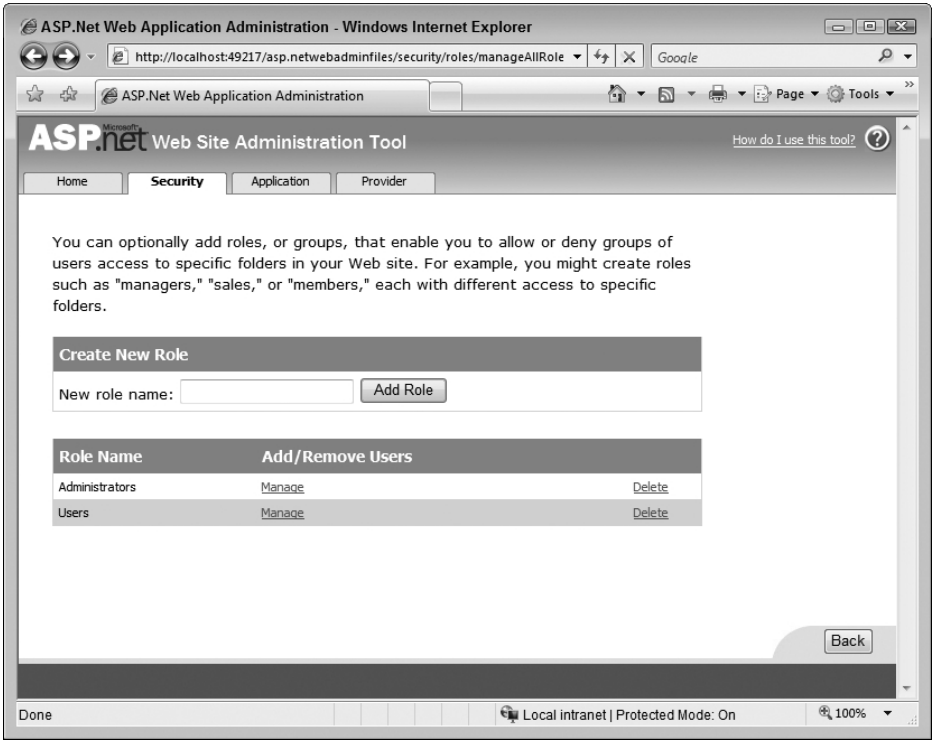 ASP.Net Web Application Administration - Windows Internet Explorer
http://localhost:49217/asp.netwebadminfiles/security/roles/manageAllRole
Google
ASP.Net Web Application Administration
Page
Tools
Microsoft
ASP.net Web Site Administration Tool
How do I use this tool? ?
Home Security Application Provider
You can optionally add roles, or groups, that enable you to allow or deny groups of
users access to specific folders in your Web site. For example, you might create roles
such as "managers," "sales," or "members," each with different access to specific
folders.
Create New Role
New role name: Add Role
Role Name Add/Remove Users
Administrators Manage Delete
Users Manage Delete
Back
Done Local intranet | Protected Mode: On 100%